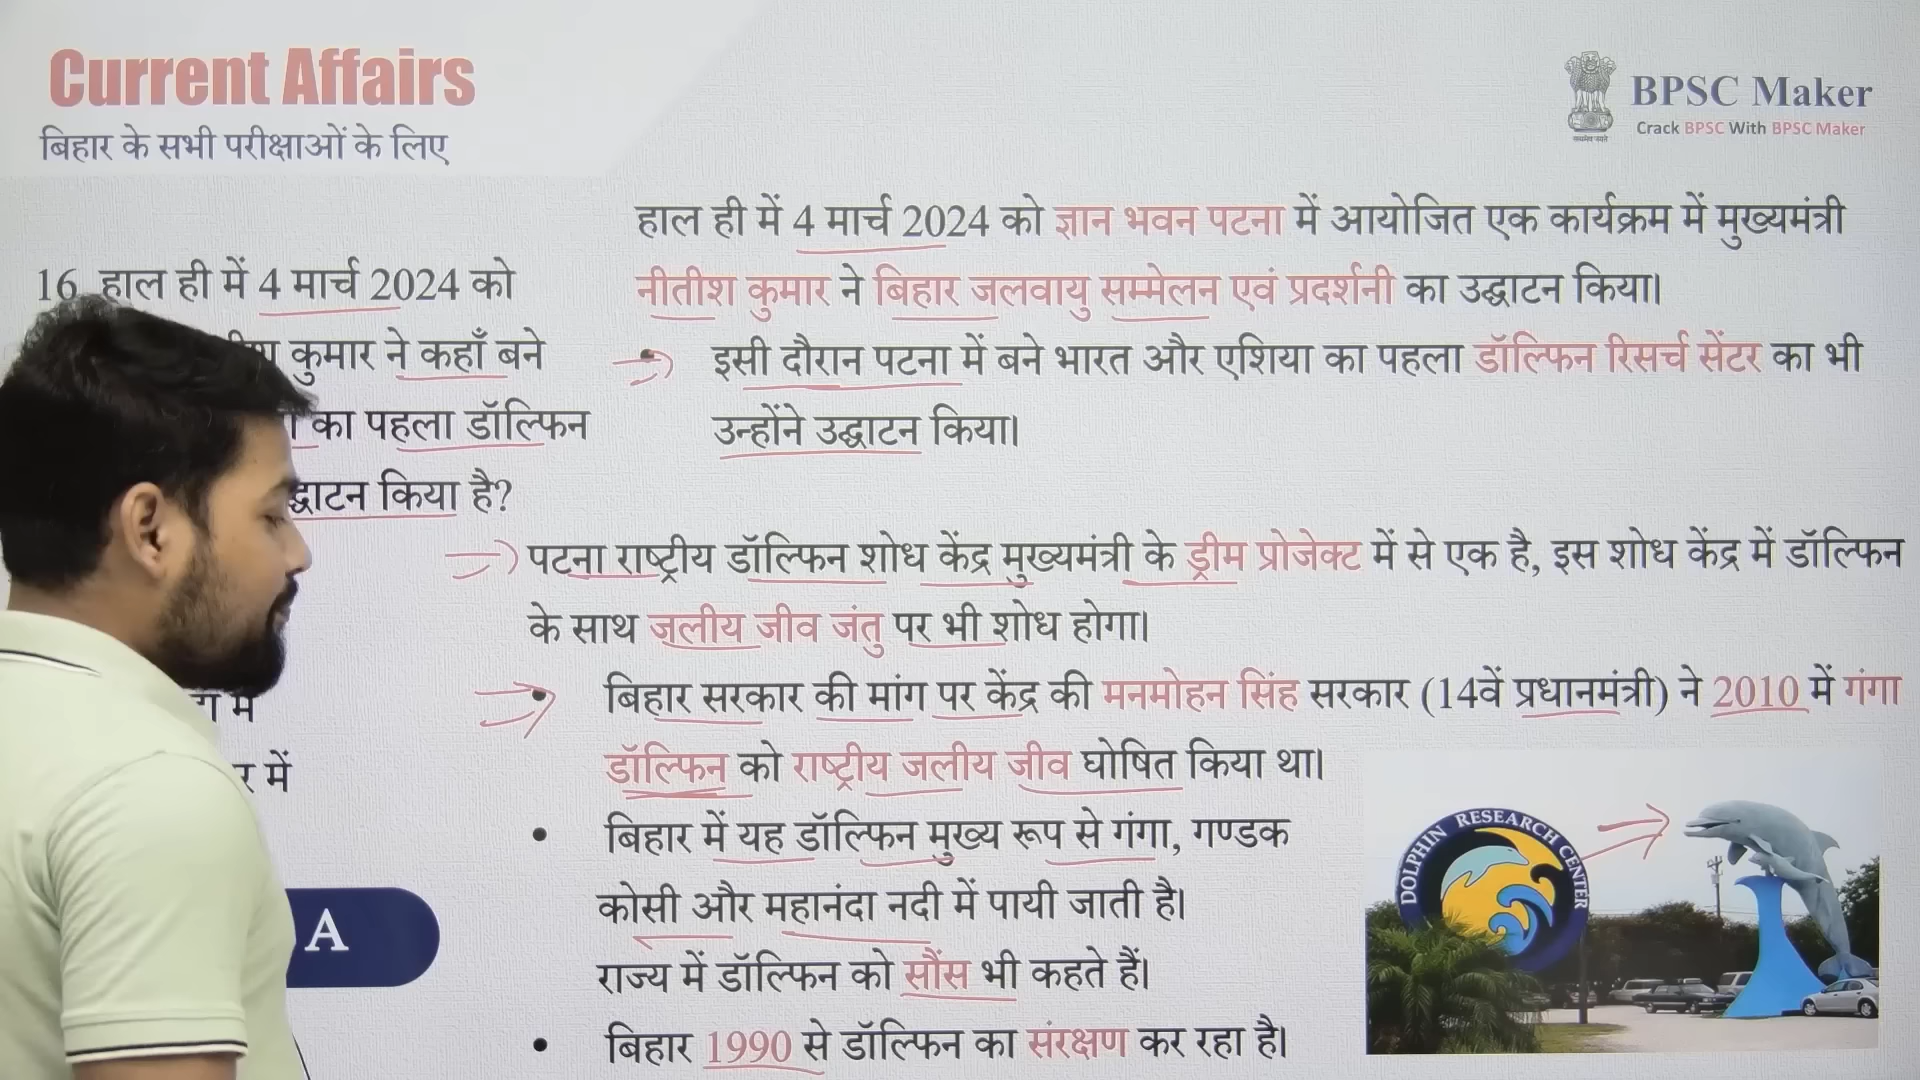 Current Affairs
बिहार के सभी परीक्षाओं के लिए
BPSC Maker
Crack BPSC With BPSC Maker
16. हाल ही में 4 मार्च 2024 को
कुमार ने कहाँ बने
का पहला डॉल्फिन
किया है?
में
में
A
हाल ही में 4 मार्च 2024 को ज्ञान भवन पटना में आयोजित एक कार्यक्रम में मुख्यमंत्री
नीतीश कुमार ने बिहार जलवायु सम्मेलन एवं प्रदर्शनी का उद्घाटन किया।
• इसी दौरान पटना में बने भारत और एशिया का पहला डॉल्फिन रिसर्च सेंटर का भी
उन्होंने उद्घाटन किया।
पटना राष्ट्रीय डॉल्फिन शोध केंद्र मुख्यमंत्री के ड्रीम प्रोजेक्ट में से एक है, इस शोध केंद्र में डॉल्फिन
के साथ जलीय जीव जंतु पर भी शोध होगा।
• बिहार सरकार की मांग पर केंद्र की मनमोहन सिंह सरकार (14वें प्रधानमंत्री) ने 2010 में गंगा
डॉल्फिन को राष्ट्रीय जलीय जीव घोषित किया था।
• बिहार में यह डॉल्फिन मुख्य रूप से गंगा, गण्डक
कोसी और महानंदा नदी में पायी जाती है।
राज्य में डॉल्फिन को सौंस भी कहते हैं।
• बिहार 1990 से डॉल्फिन का संरक्षण कर रहा है।
DOLPHIN RESEARCH CENTER